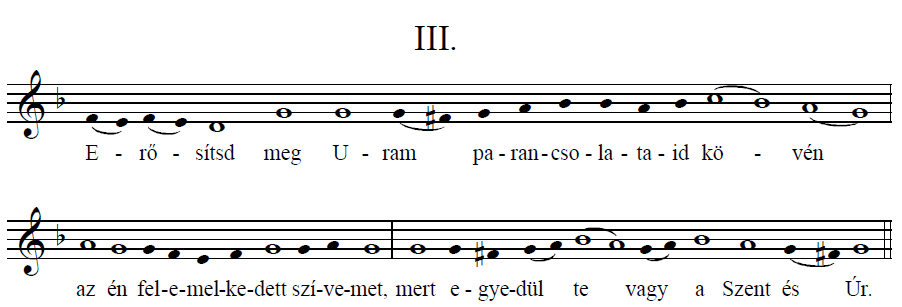 III.
E - rő - sítsd meg U - ram pa - ran - cso - la - ta - id kö - vén
az én fel-e-mel-ke-dett szí-ve-met, mert e - gye-dül te vagy a Szent és Úr.